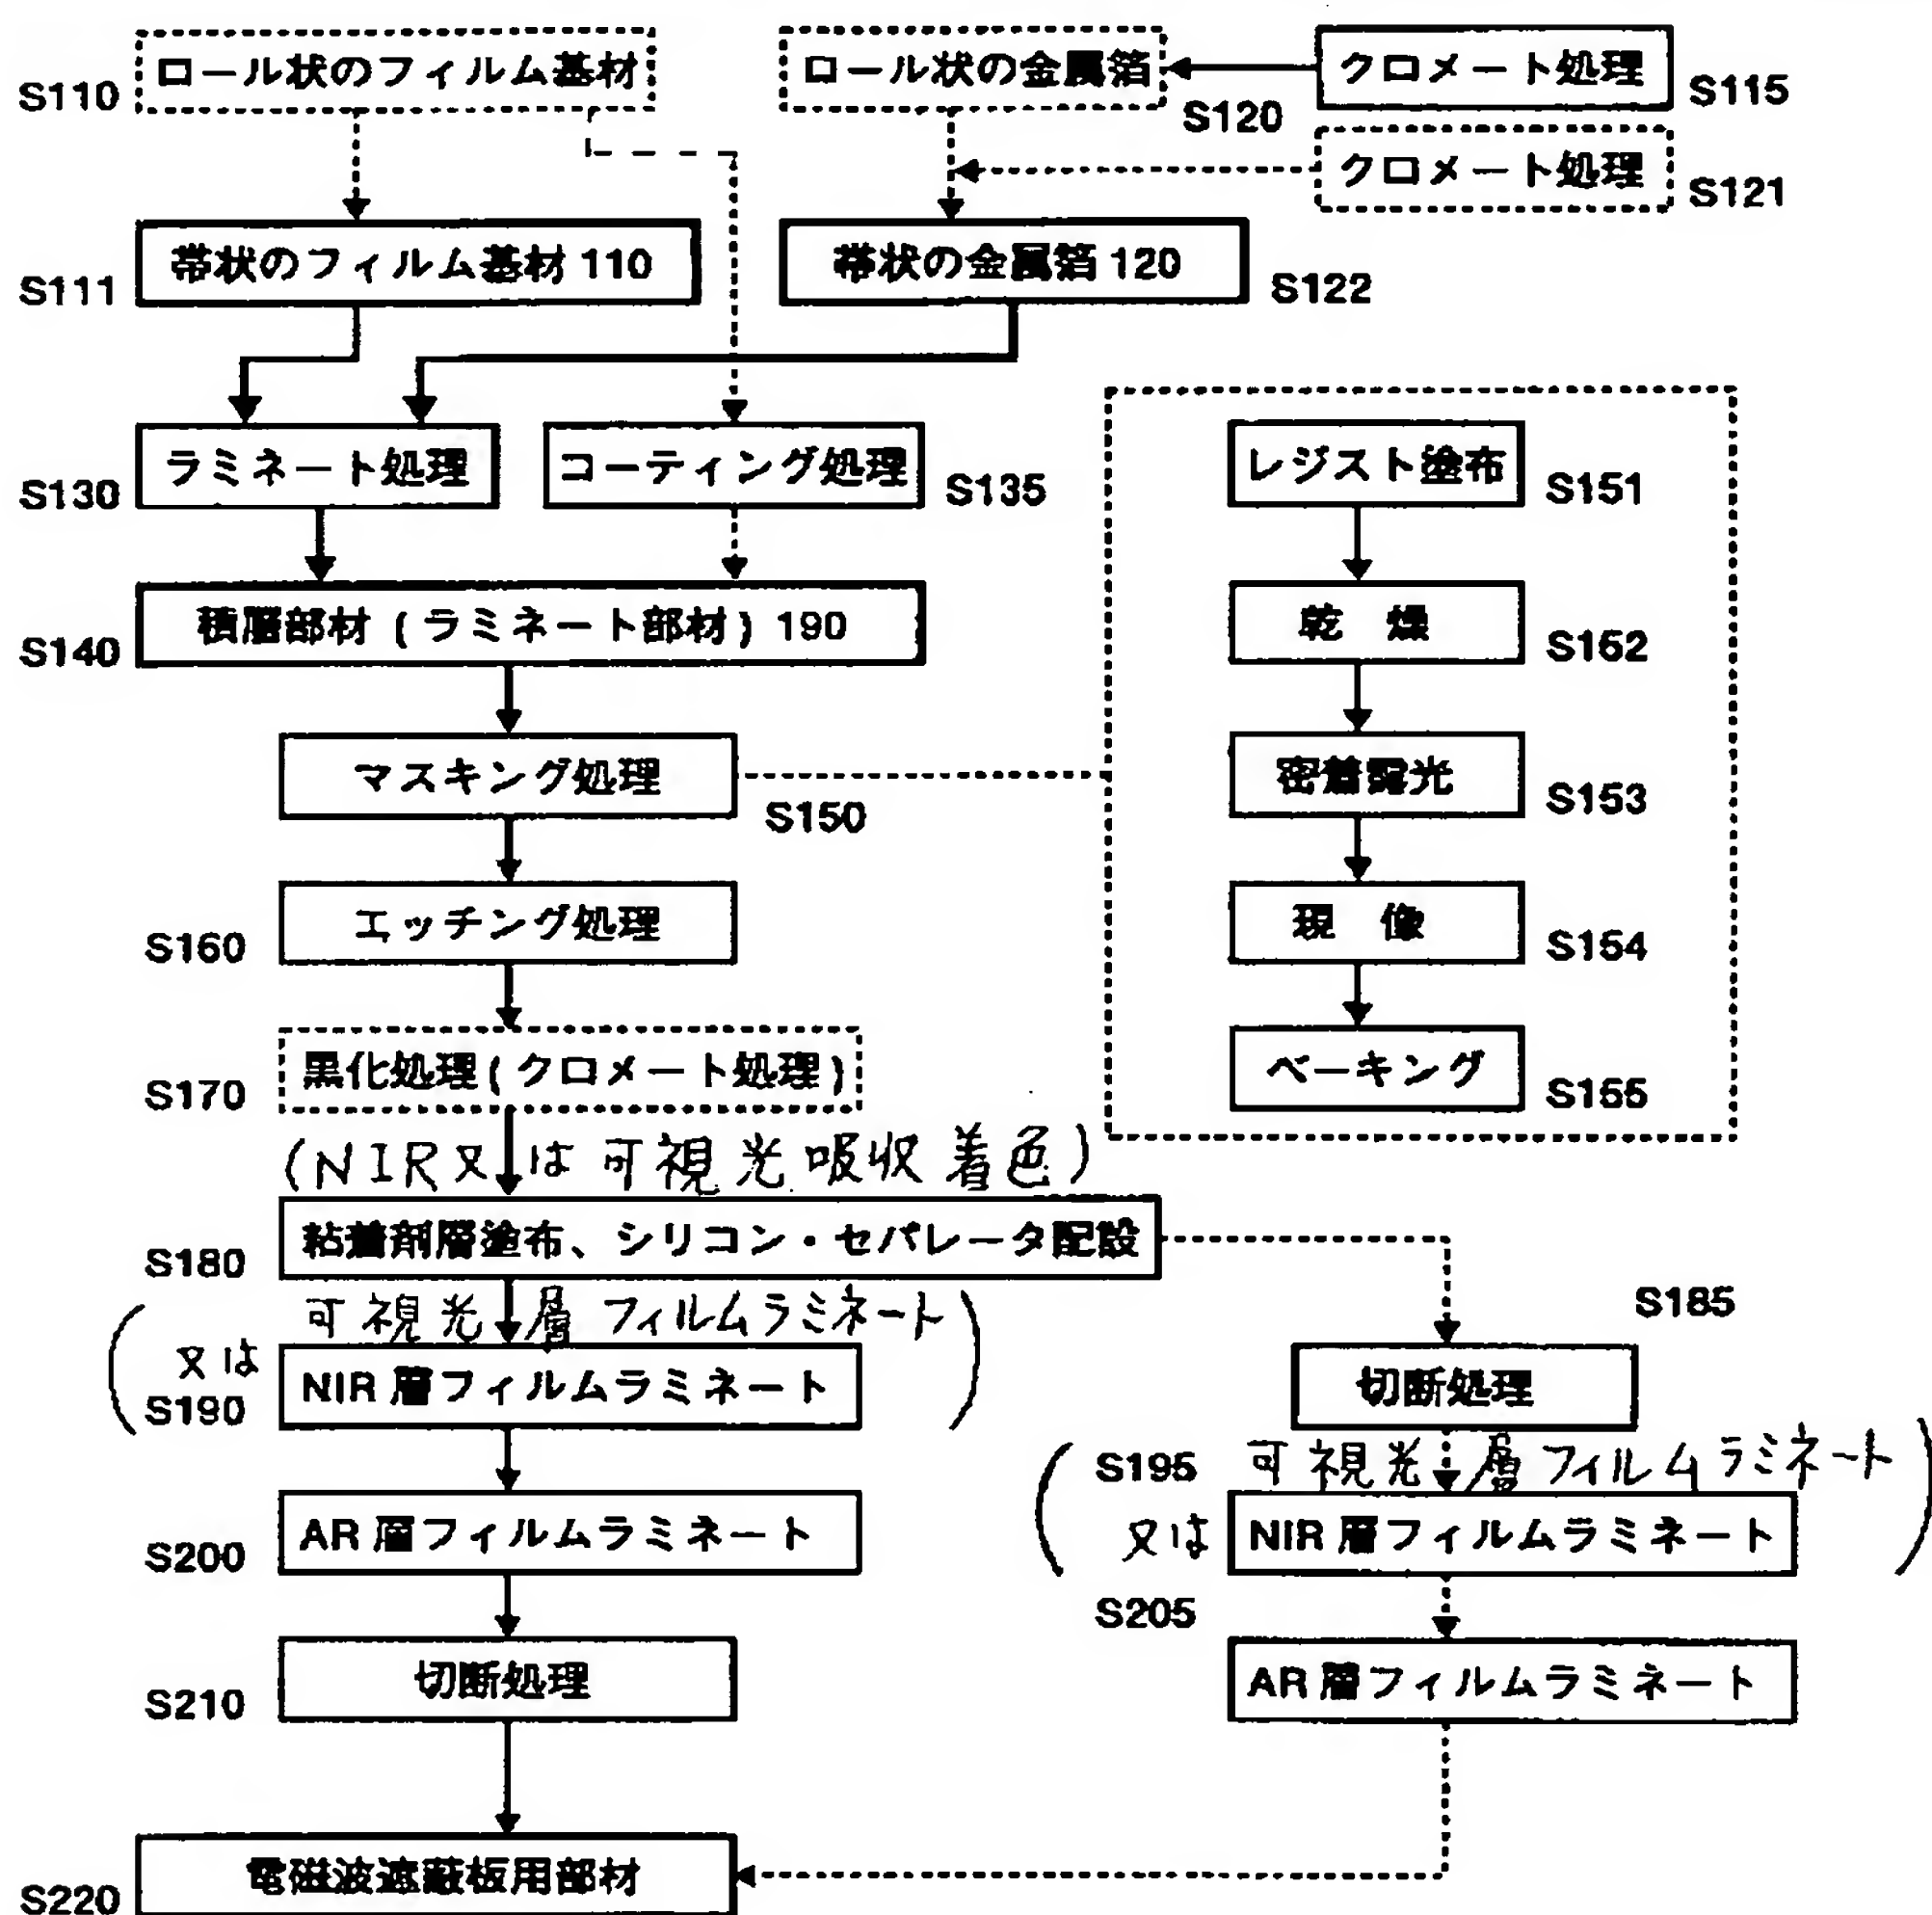 S110 ロール状のフィルム基材
ロール状の金属箔 S120
クロメート処理 S115
クロメート処理 S121
S111 帯状のフィルム基材 110
帯状の金属箔 120 S122
S130 ラミネート処理
コーティング処理 S135
S140 積層部材 (ラミネート部材) 190
マスキング処理 S150
レジスト塗布 S151
乾 燥 S152
密着露光 S153
現 像 S154
ベーキング S155
S160 エッチング処理
S170 黒化処理(クロメート処理)
(NIR又は可視光吸収着色)
S180 粘着剤層塗布、シリコン・セパレータ配設
可視光層フィルムラミネート
又は
S190 NIR 層フィルムラミネート
S200 AR 層フィルムラミネート
S210 切断処理
S185
切断処理
S195 可視光層フィルムラミネート
又は NIR 層フィルムラミネート
S205
AR 層フィルムラミネート
S220 電磁波遮蔽板用部材